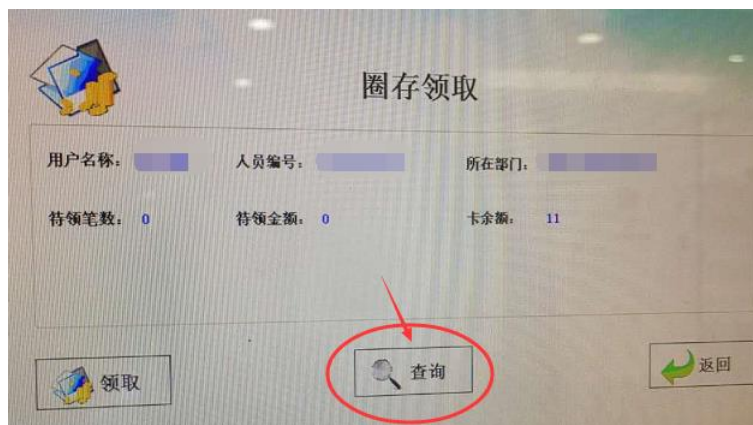 圈存领取
用户名称：  人员编号：  所在部门：
待领笔数： 0  待领金额： 0  卡余额： 11
领取  查询  返回